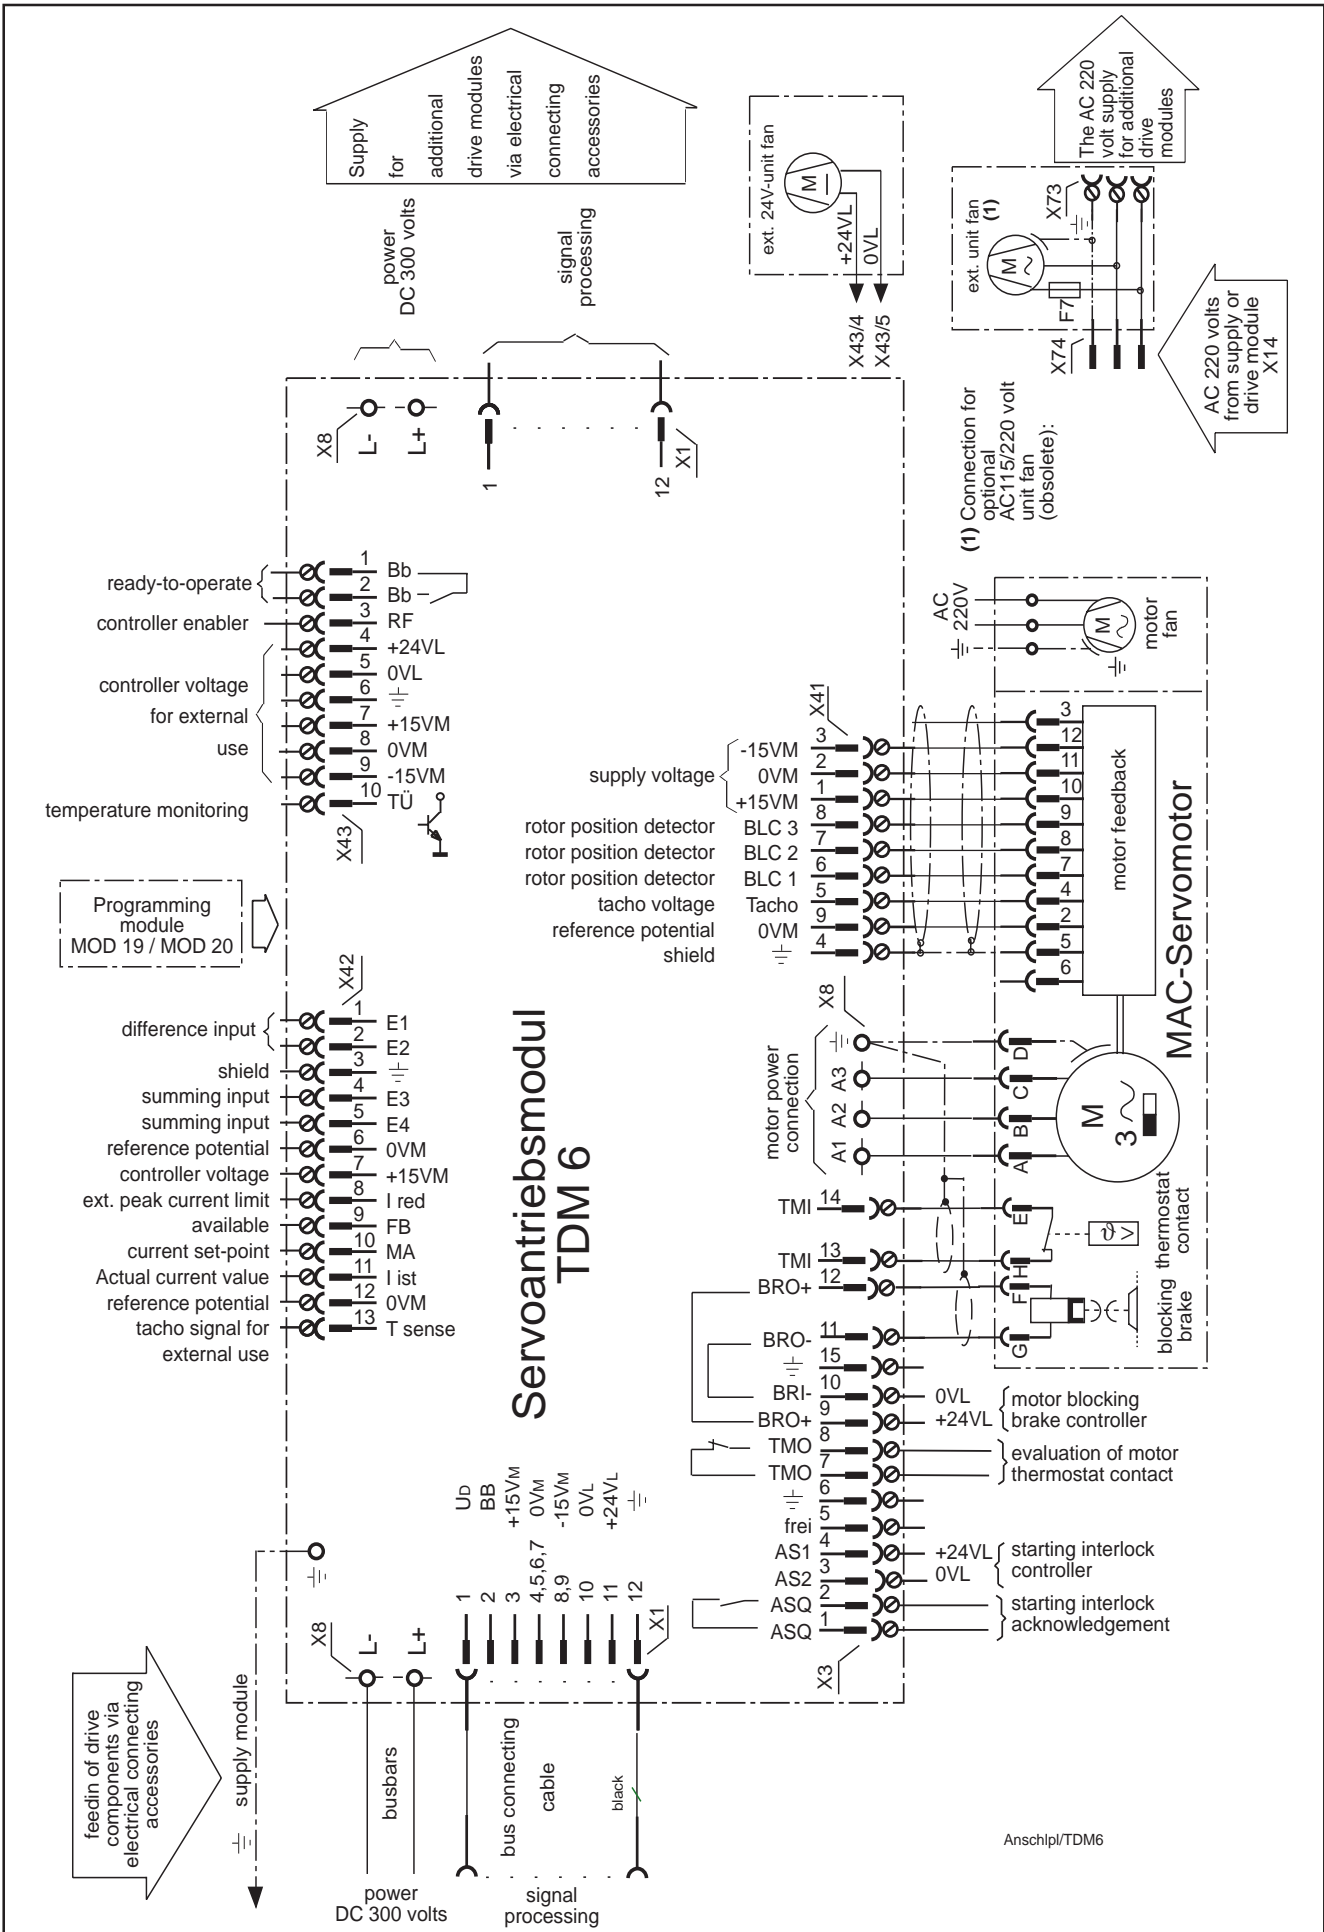 Supply
for
additional
drive modules
via electrical
connecting
accessories
power
DC 300 volts
signal
processing
ext. 24V-unit fan
M
+24VL
0VL
X43/4
X43/5
The AC 220
volt supply
for additional
drive
modules
X73
ext. unit fan
(1)
M
F7
X74
AC 220 volts
from supply or
drive module
X14
(1) Connection for
optional
AC115/220 volt
unit fan
(obsolete):
X8
L-
L+
1
12
X1
ready-to-operate
1 Bb
2 Bb
controller enabler
3 RF
controller voltage
for external
use
4 +24VL
5 0VL
6
7 +15VM
8 0VM
9 -15VM
temperature monitoring
10 TÜ
X43
Programming
module
MOD 19 / MOD 20
X42
difference input
1 E1
2 E2
shield 3
summing input 4 E3
summing input 5 E4
reference potential 6 0VM
controller voltage 7 +15VM
ext. peak current limit 8 I red
available 9 FB
current set-point 10 MA
Actual current value 11 I ist
reference potential 12 0VM
tacho signal for 13 T sense
external use
Servoantriebsmodul
TDM 6
X41
supply voltage
-15VM 3
0VM 2
+15VM 1
rotor position detector BLC 3 8
rotor position detector BLC 2 7
rotor position detector BLC 1 6
tacho voltage Tacho 5
reference potential 0VM 9
shield 4
AC
220V
M
motor
fan
3
12
11
10
9
8
7
4
2
5
6
motor feedback
MAC-Servomotor
X8
motor power
connection
A3
A2
A1
D
C
B
A
M
3
TMI 14
TMI 13
BRO+ 12
BRO- 11
15
BRI- 10
BRO+ 9
TMO 8
TMO 7
6
frei 5
AS1 4
AS2 3
ASQ 2
ASQ 1
X3
E
H
F
G
ϑ >
thermostat
contact
blocking
brake
0VL
+24VL
motor blocking
brake controller
evaluation of motor
thermostat contact
+24VL
0VL
starting interlock
controller
starting interlock
acknowledgement
UD
BB
+15VM
0VM
-15VM
0VL
+24VL
1
2
3
4,5,6,7
8,9
10
11
12
X1
X8
L-
L+
feedin of drive
components via
electrical connecting
accessories
supply module
busbars
bus connecting
cable
black
power
DC 300 volts
signal
processing
Anschlpl/TDM6